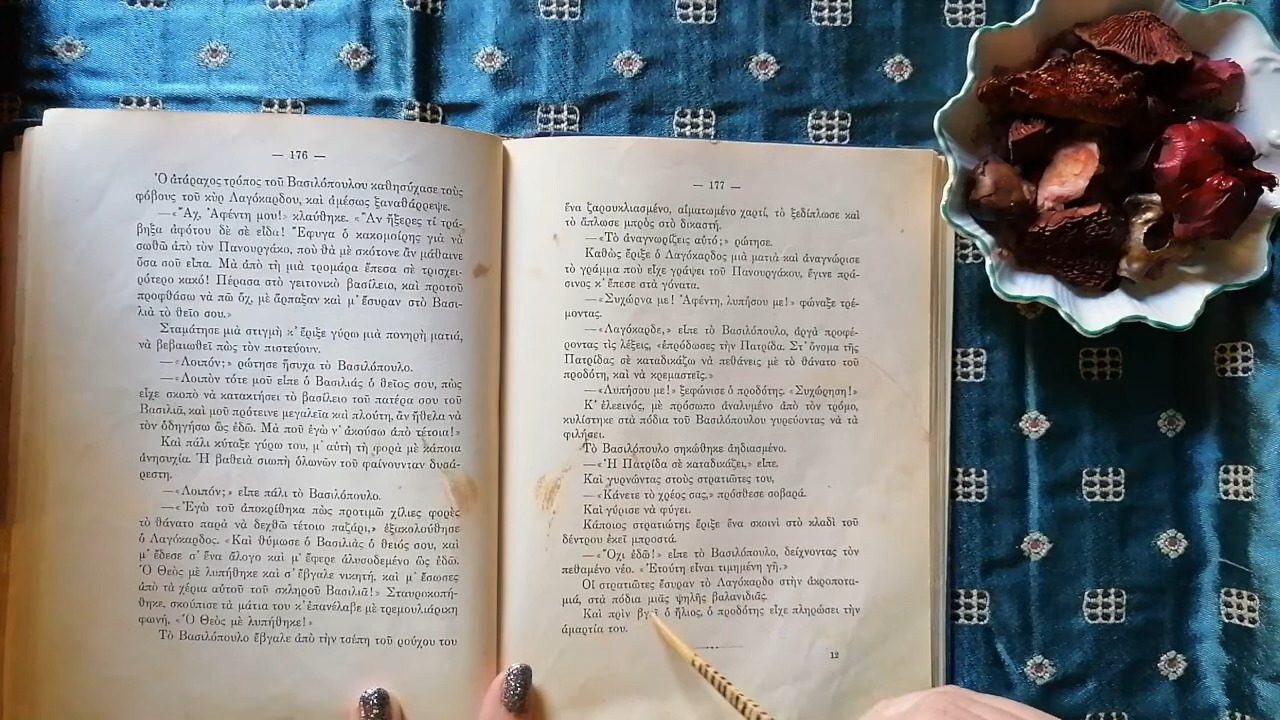 — 176 —
Ὁ ἀτάραχος τρόπος τοῦ Βασιλόπουλου καθησύχασε τοὺς
φόβους τοῦ κὺρ Λαγόκαρδου, καὶ ἀμέσως ξαναθάρρεψε.
—«Ἄχ, Ἀφέντη μου!» κλαύθηκε. «Ἂν ἤξερες τί τρά-
βηξα ἀφότου δὲ σὲ εἶδα! Ἔφυγα ὁ κακομοίρης γιὰ νὰ
σωθῶ ἀπὸ τὸν Πανουργάκο, ποὺ θὰ μὲ σκότονε ἂν μάθαινε
ὅσα σοῦ εἶπα. Μὰ ἀπὸ τὴ μιὰ τρομάρα ἔπεσα σὲ τρισχει-
ρότερο κακό! Πέρασα στὸ γειτονικὸ βασίλειο, καὶ προτοῦ
προφθάσω νὰ πῶ ὄχ, μὲ ἅρπαξαν καὶ μ' ἔσυραν στὸ Βασι-
λιὰ τὸ θεῖο σου.»
Σταμάτησε μιὰ στιγμὴ κ' ἔριξε γύρω μιὰ πονηρὴ ματιά,
νὰ βεβαιωθεῖ πὼς τὸν πιστεύουν.
—«Λοιπόν;» ρώτησε ἥσυχα τὸ Βασιλόπουλο.
—«Λοιπὸν τότε μοῦ εἶπε ὁ Βασιλιάς ὁ θεῖος σου, πὼς
εἶχε σκοπὸ νὰ κατακτήσει τὸ βασίλειο τοῦ πατέρα σου τοῦ
Βασιλιᾶ, καὶ μοῦ πρότεινε μεγαλεῖα καὶ πλούτη, ἂν ἤθελα νὰ
τὸν ὁδηγήσω ὣς ἐδῶ. Μὰ ποῦ ἐγὼ ν' ἀκούσω ἀπὸ τέτοια!»
Καὶ πάλι κύταξε γύρω του, μ' αὐτὴ τὴ φορὰ μὲ κάποια
ἀνησυχία. Ἡ βαθειὰ σιωπὴ ὁλωνῶν τοῦ φαίνουνταν δυσά-
ρεστη.
—«Λοιπόν;» εἶπε πάλι τὸ Βασιλόπουλο.
—«Ἐγὼ τοῦ ἀποκρίθηκα πὼς προτιμῶ χίλιες φορὲς
τὸ θάνατο παρὰ νὰ δεχθῶ τέτοιο παζάρι,» ἐξακολούθησε
ὁ Λαγόκαρδος. «Καὶ θύμωσε ὁ Βασιλιὰς ὁ θειός σου, καὶ
μ' ἔδεσε σ' ἕνα ἄλογο καὶ μ' ἔφερε ἁλυσοδεμένο ὣς ἐδῶ.
Ὁ Θεὸς μὲ λυπήθηκε καὶ σ' ἔβγαλε νικητή, καὶ μ' ἔσωσες
ἀπὸ τὰ χέρια αὐτοῦ τοῦ σκληροῦ Βασιλιᾶ!» Σταυροκοπή-
θηκε, σκούπισε τὰ μάτια του κ' ἐπανέλαβε μὲ τρεμουλιάρικη
φωνή, «Ὁ Θεὸς μὲ λυπήθηκε!»
Τὸ Βασιλόπουλο ἔβγαλε ἀπὸ τὴν τσέπη τοῦ ρούχου του
— 177 —
ἕνα ζαρουκλιασμένο, αἱματωμένο χαρτί, τὸ ξεδίπλωσε καὶ
τὸ ἅπλωσε μπρὸς στὸ δικαστή.
—«Τὸ ἀναγνωρίζεις αὐτό;» ρώτησε.
Καθὼς ἔριξε ὁ Λαγόκαρδος μιὰ ματιὰ καὶ ἀναγνώρισε
τὸ γράμμα ποὺ εἶχε γράψει τοῦ Πανουργάκου, ἔγινε πρά-
σινος κ' ἔπεσε στὰ γόνατα.
—«Συχώρνα με! Ἀφέντη, λυπήσου με!» φώναξε τρέ-
μοντας.
—«Λαγόκαρδε,» εἶπε τὸ Βασιλόπουλο, ἀργὰ προφέ-
ροντας τὶς λέξεις, «ἐπρόδωσες τὴν Πατρίδα. Στ' ὄνομα τῆς
Πατρίδας σὲ καταδικάζω νὰ πεθάνεις μὲ τὸ θάνατο τοῦ
προδότη, καὶ νὰ κρεμαστεῖς.»
—«Λυπήσου με!» ξεφώνισε ὁ προδότης. «Συχώρηση!»
Κ' ἐλεεινός, μὲ πρόσωπο ἀναλυμένο ἀπὸ τὸν τρόμο,
κυλίστηκε στὰ πόδια τοῦ Βασιλόπουλου γυρεύοντας νὰ τὰ
φιλήσει.
Τὸ Βασιλόπουλο σηκώθηκε ἀηδιασμένο.
—«Ἡ Πατρίδα σὲ καταδικάζει,» εἶπε.
Καὶ γυρνώντας στοὺς στρατιῶτες του,
—«Κάνετε τὸ χρέος σας,» πρόσθεσε σοβαρά.
Καὶ γύρισε νὰ φύγει.
Κάποιος στρατιώτης ἔριξε ἕνα σκοινὶ στὸ κλαδὶ τοῦ
δέντρου ἐκεῖ μπροστά.
—«Ὄχι ἐδῶ!» εἶπε τὸ Βασιλόπουλο, δείχνοντας τὸν
πεθαμένο νέο. «Ἐτούτη εἶναι τιμημένη γῆ.»
Οἱ στρατιῶτες ἔσυραν τὸ Λαγόκαρδο στὴν ἀκροποτα-
μιά, στὰ πόδια μιᾶς ψηλῆς βαλανιδιᾶς.
Καὶ πρὶν βγεῖ ὁ ἥλιος, ὁ προδότης εἶχε πληρώσει τὴν
ἁμαρτία του.
12